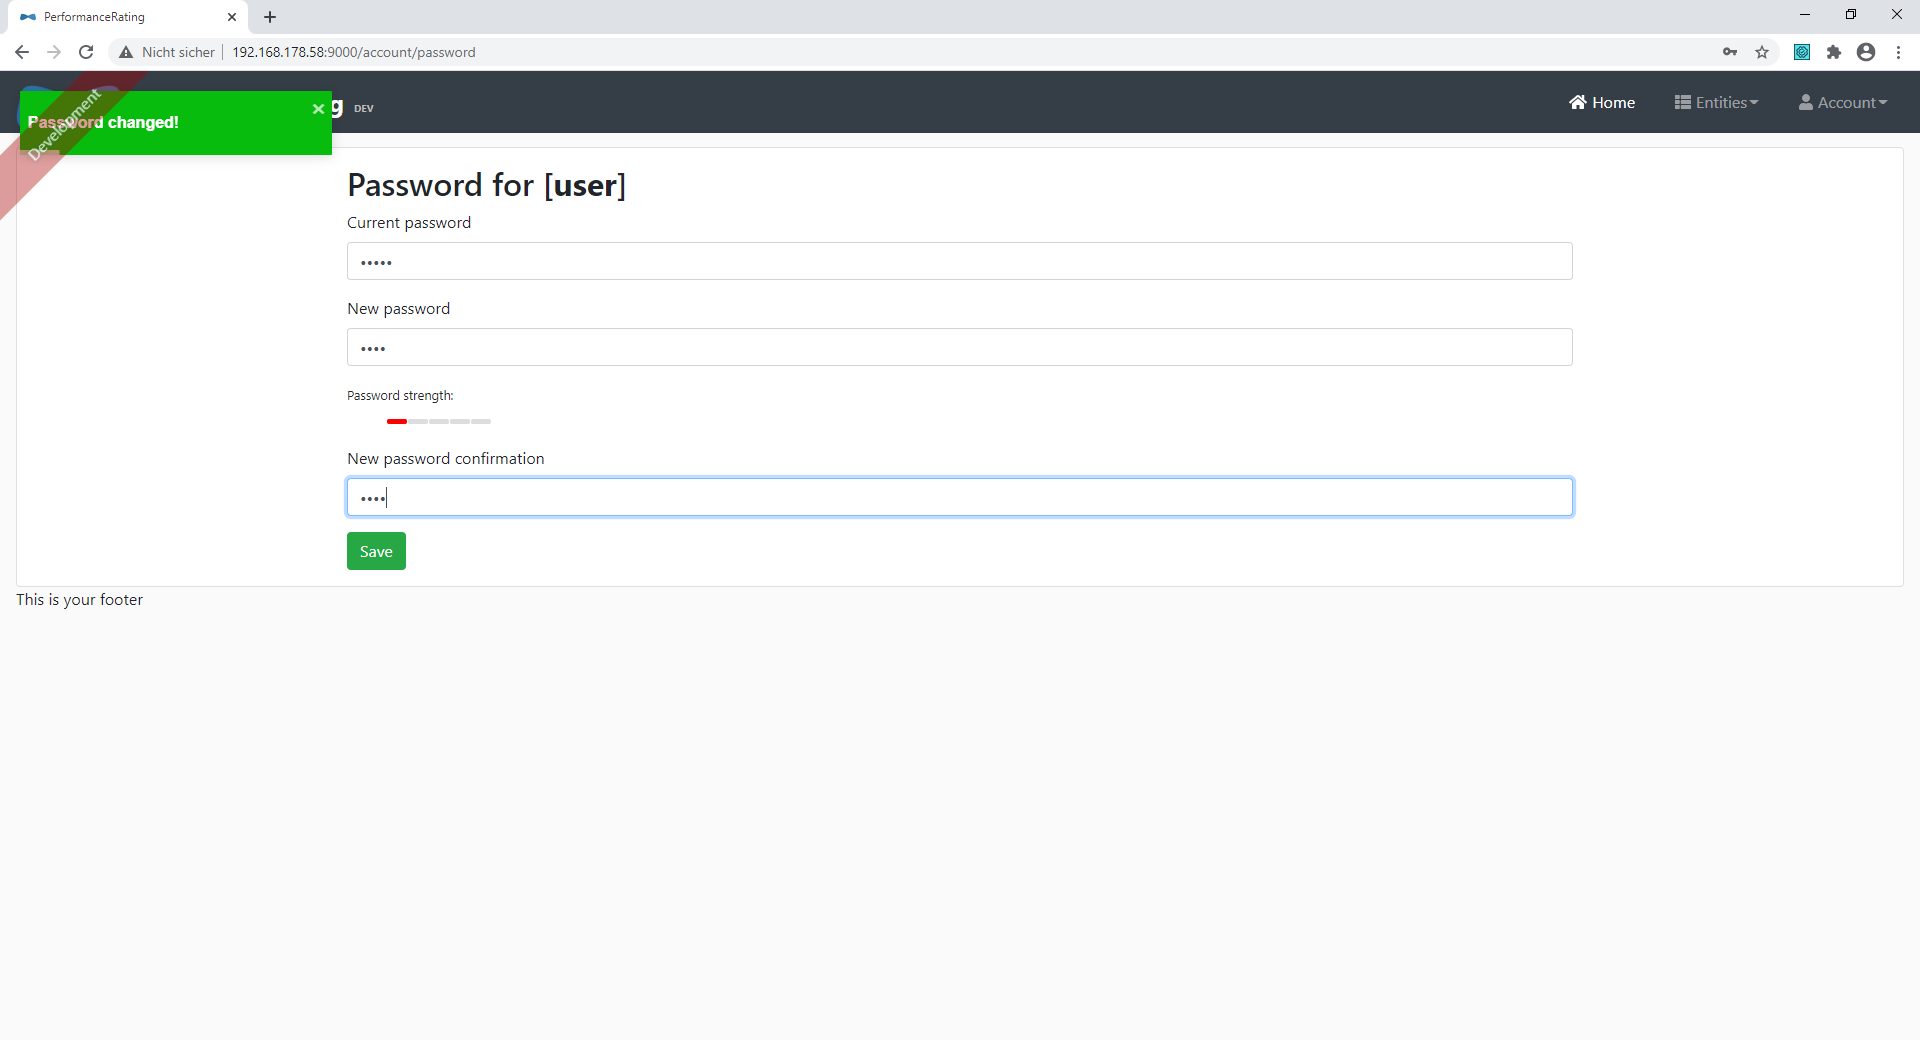 PerformanceRating
Nicht sicher
192.168.178.58:9000/account/password
g DEV
Home
Entities
Account
Password changed!
Development
Password for [user]
Current password
New password
Password strength:
New password confirmation
Save
This is your footer